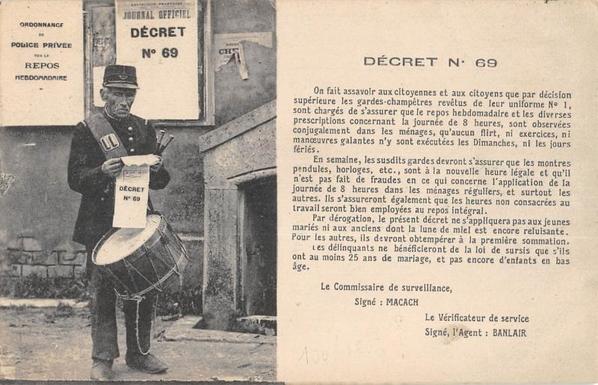 ORDONNANCE
DE
POLICE PRIVÉE
SUR LE
REPOS
HEBDOMADAIRE
JOURNAL OFFICIEL
DÉCRET
No 69
DÉCRET
No 69
DÉCRET N· 69
On fait assavoir aux citoyennes et aux citoyens que par décision
supérieure les gardes-champêtres revêtus de leur uniforme No 1,
sont chargés de s'assurer que le repos hebdomadaire et les diverses
prescriptions concernant la journée de 8 heures, sont observées
conjugalement dans les ménages, qu'aucun flirt, ni exercices, ni
manœuvres galantes n'y sont exécutées les Dimanches, ni les jours
fériés.
En semaine, les susdits gardes devront s'assurer que les montres
pendules, horloges, etc., sont à la nouvelle heure légale et qu'il
n'est pas fait de fraudes en ce qui concerne l'application de la
journée de 8 heures dans les ménages réguliers, et surtout les
autres. Ils s'assureront également que les heures non consacrées au
travail seront bien employées au repos intégral.
Par dérogation, le présent décret ne s'appliquera pas aux jeunes
mariés ni aux anciens dont la lune de miel est encore reluisante.
Pour les autres, ils devront obtempérer à la première sommation.
Les délinquants ne bénéficieront de la loi de sursis que s'ils
ont au moins 25 ans de mariage, et pas encore d'enfants en bas
âge.
Le Commissaire de surveillance,
Signé : MACACH
Le Vérificateur de service
Signé, l'Agent : BANLAIR